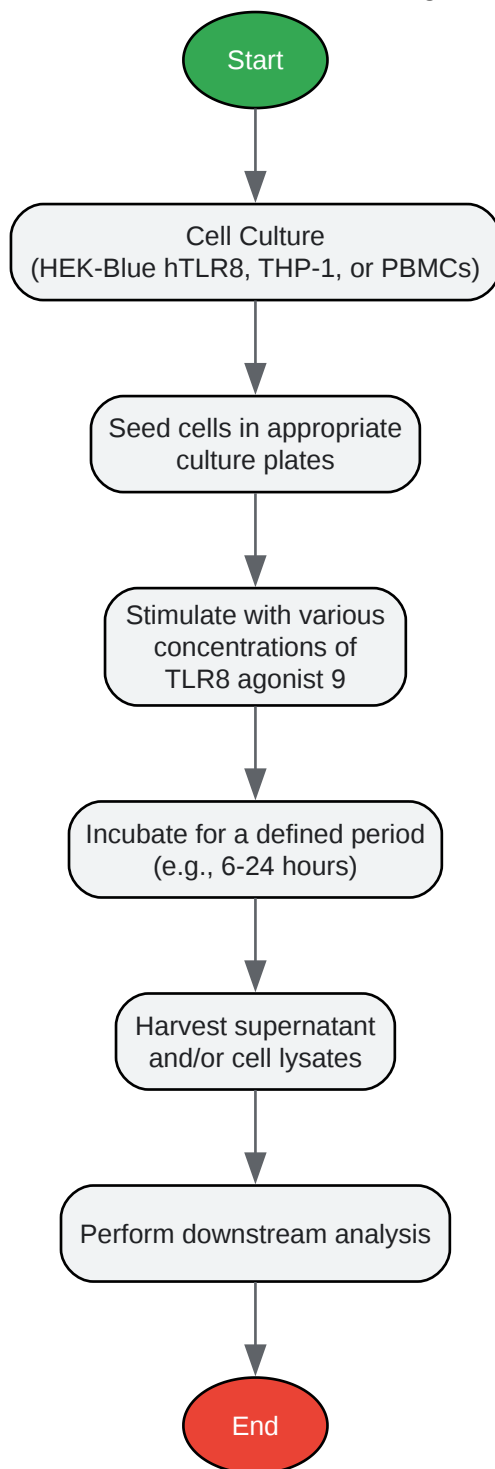 Start
Cell Culture
(HEK-Blue hTLR8, THP-1, or PBMCs)
Seed cells in appropriate
culture plates
Stimulate with various
concentrations of
TLR8 agonist 9
Incubate for a defined period
(e.g., 6-24 hours)
Harvest supernatant
and/or cell lysates
Perform downstream analysis
End